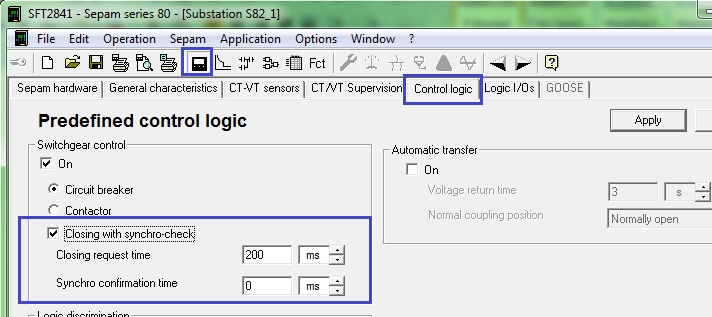 SFT2841 - Sepam series 80 - [Substation S82_1]
File Edit Operation Sepam Application Options Window ?
Fct
Sepam hardware General characteristics CT-VT sensors CT/VT Supervision Control logic Logic I/Os GOOSE
Predefined control logic
Apply
Switchgear control
On
Circuit breaker
Contactor
Closing with synchro-check
Closing request time 200 ms
Synchro confirmation time 0 ms
Logic discrimination
Automatic transfer
On
Voltage return time 3 s
Normal coupling position Normally open